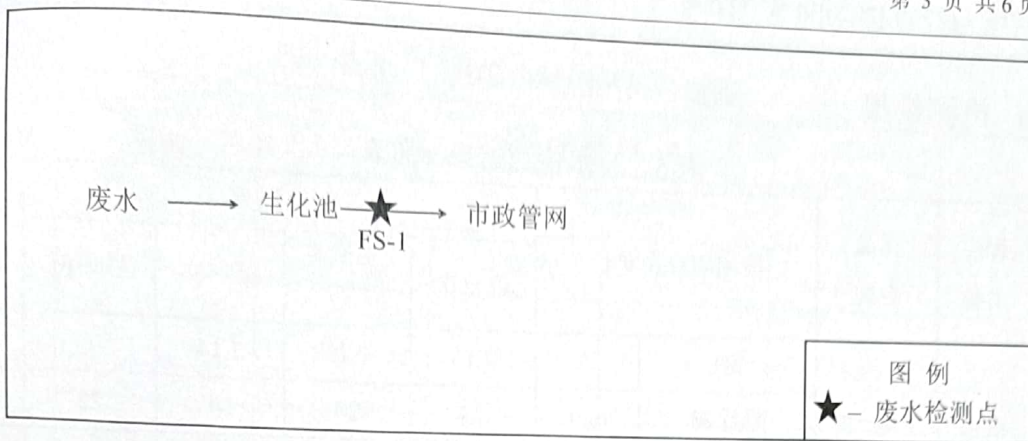 第 3 页 共 6 页
废水 → 生化池 ★→ 市政管网
FS-1
图 例
★ – 废水检测点